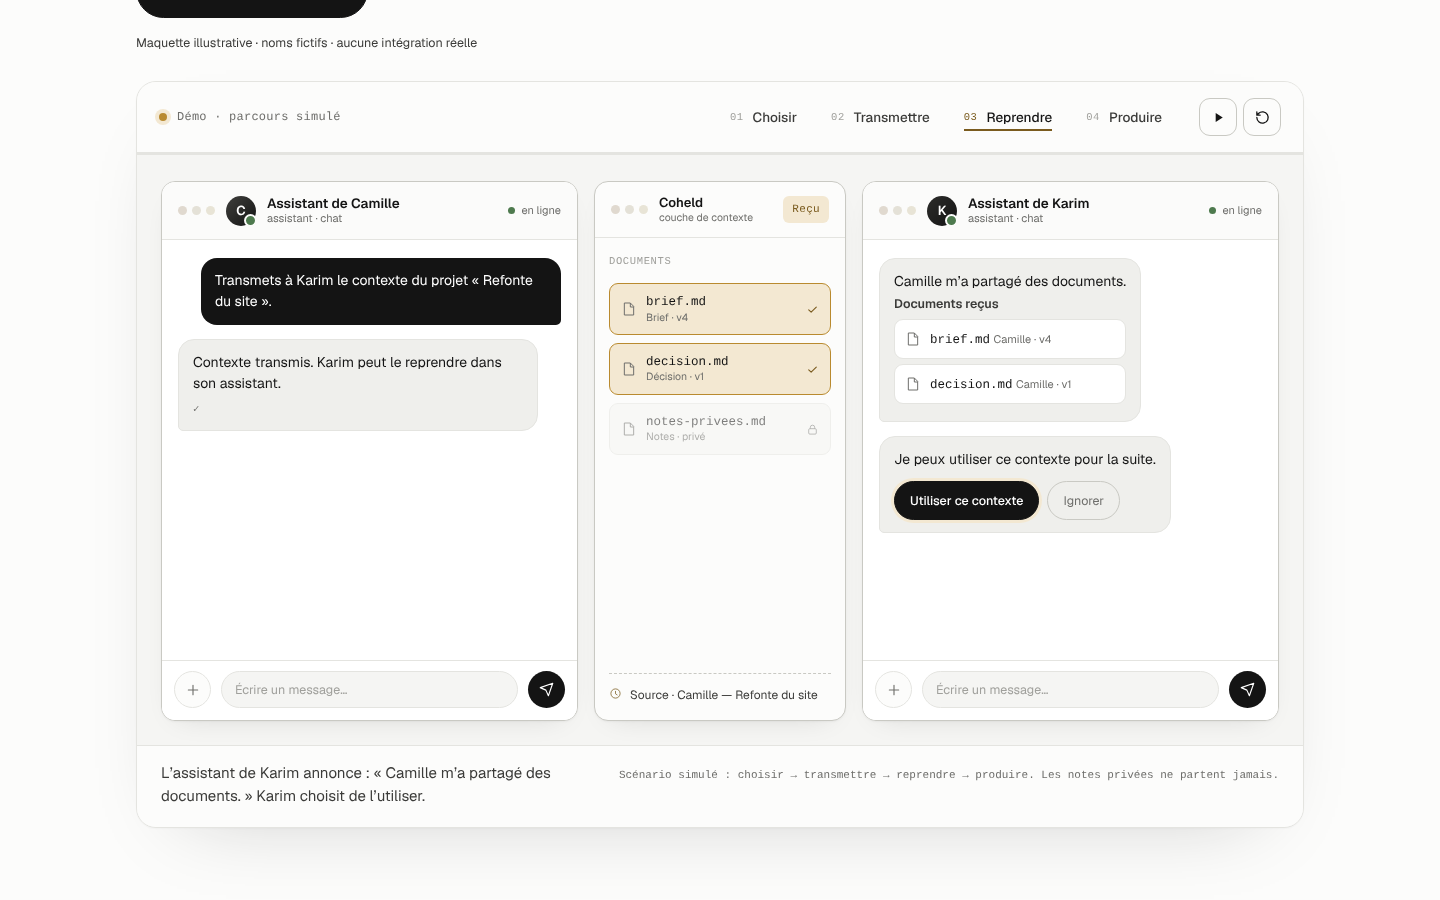 Maquette illustrative · noms fictifs · aucune intégration réelle
Démo · parcours simulé
01 Choisir
02 Transmettre
03 Reprendre
04 Produire
C
Assistant de Camille
assistant · chat
en ligne
Transmets à Karim le contexte du projet « Refonte
du site ».
Contexte transmis. Karim peut le reprendre dans
son assistant.
✓
Écrire un message…
Coheld
couche de contexte
Reçu
DOCUMENTS
brief.md
Brief · v4
decision.md
Décision · v1
notes-privees.md
Notes · privé
Source · Camille — Refonte du site
K
Assistant de Karim
assistant · chat
en ligne
Camille m’a partagé des documents.
Documents reçus
brief.md Camille · v4
decision.md Camille · v1
Je peux utiliser ce contexte pour la suite.
Utiliser ce contexte
Ignorer
Écrire un message…
L’assistant de Karim annonce : « Camille m’a partagé des
documents. » Karim choisit de l’utiliser.
Scénario simulé : choisir → transmettre → reprendre → produire. Les notes privées ne partent jamais.